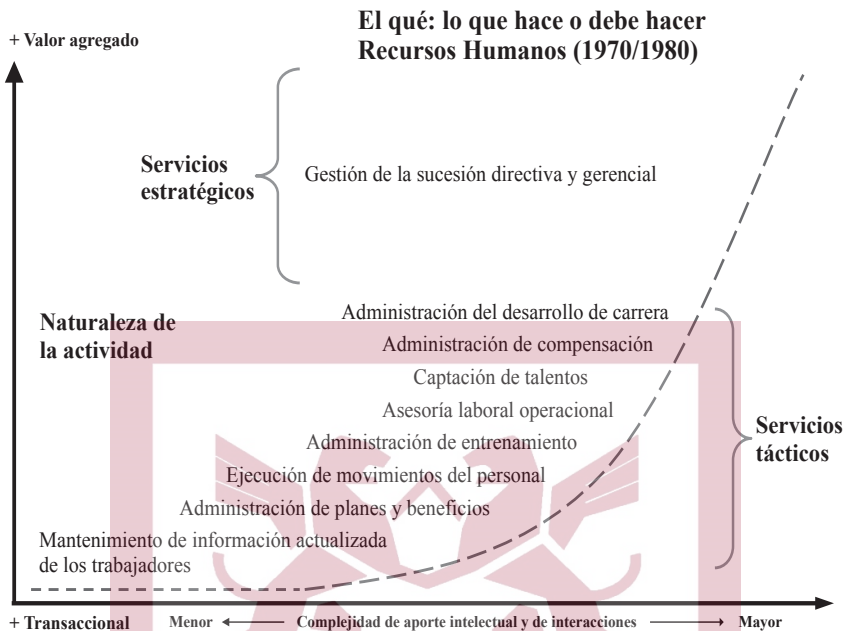 El qué: lo que hace o debe hacer
Recursos Humanos (1970/1980)
+ Valor agregado
Servicios
estratégicos
Gestión de la sucesión directiva y gerencial
Naturaleza de
la actividad
Administración del desarrollo de carrera
Administración de compensación
Captación de talentos
Asesoría laboral operacional
Administración de entrenamiento
Ejecución de movimientos del personal
Administración de planes y beneficios
Mantenimiento de información actualizada
de los trabajadores
Servicios
tácticos
+ Transaccional Menor Complejidad de aporte intelectual y de interacciones Mayor